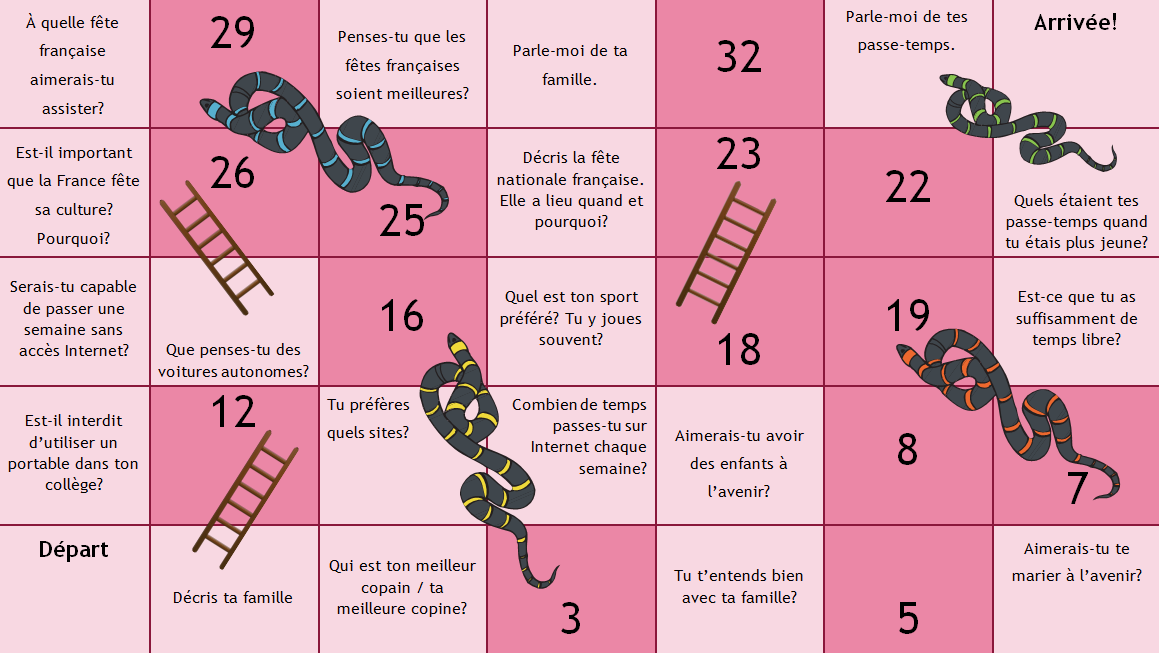 À quelle fête
française
aimerais-tu
assister?
29
Penses-tu que les
fêtes françaises
soient meilleures?
Parle-moi de ta
famille.
32
Parle-moi de tes
passe-temps.
Arrivée!
Est-il important
que la France fête
sa culture?
Pourquoi?
26
25
Décris la fête
nationale française.
Elle a lieu quand et
pourquoi?
23
22
Quels étaient tes
passe-temps quand
tu étais plus jeune?
Serais-tu capable
de passer une
semaine sans
accès Internet?
Que penses-tu des
voitures autonomes?
16
Quel est ton sport
préféré? Tu y joues
souvent?
18
19
Est-ce que tu as
suffisamment de
temps libre?
Est-il interdit
d’utiliser un
portable dans ton
collège?
12
Tu préfères
quels sites?
Combien de temps
passes-tu sur
Internet chaque
semaine?
Aimerais-tu avoir
des enfants à
l’avenir?
8
7
Départ
Décris ta famille
Qui est ton meilleur
copain / ta
meilleure copine?
3
Tu t’entends bien
avec ta famille?
5
Aimerais-tu te
marier à l’avenir?